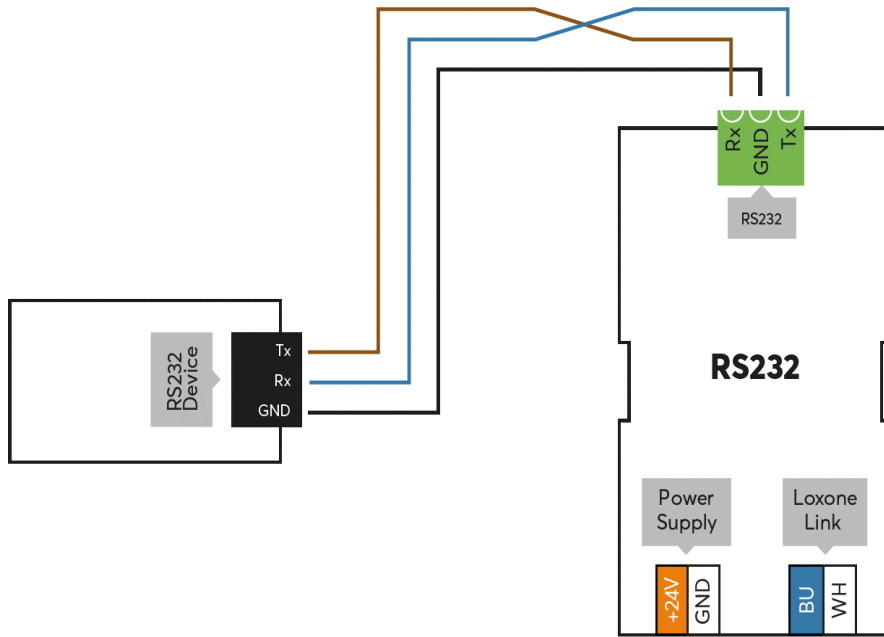 Rx
GND
Tx
RS232
RS232
Device
Tx
Rx
GND
RS232
Power
Supply
Loxone
Link
+24V
GND
BU
WH